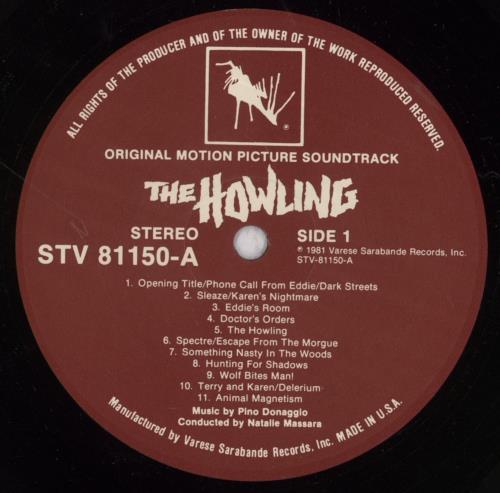 ALL RIGHTS OF THE PRODUCER AND OF THE OWNER OF THE WORK REPRODUCED RESERVED.
®
ORIGINAL MOTION PICTURE SOUNDTRACK
THE HOWLING
STEREO
STV 81150-A
SIDE 1
℗ 1981 Varese Sarabande Records, Inc.
STV-81150-A
1. Opening Title/Phone Call From Eddie/Dark Streets
2. Sleaze/Karen's Nightmare
3. Eddie's Room
4. Doctor's Orders
5. The Howling
6. Spectre/Escape From The Morgue
7. Something Nasty In The Woods
8. Hunting For Shadows
9. Wolf Bites Man!
10. Terry and Karen/Delerium
11. Animal Magnetism
Music by Pino Donaggio
Conducted by Natalie Massara
Manufactured by Varese Sarabande Records, Inc. MADE IN U.S.A.